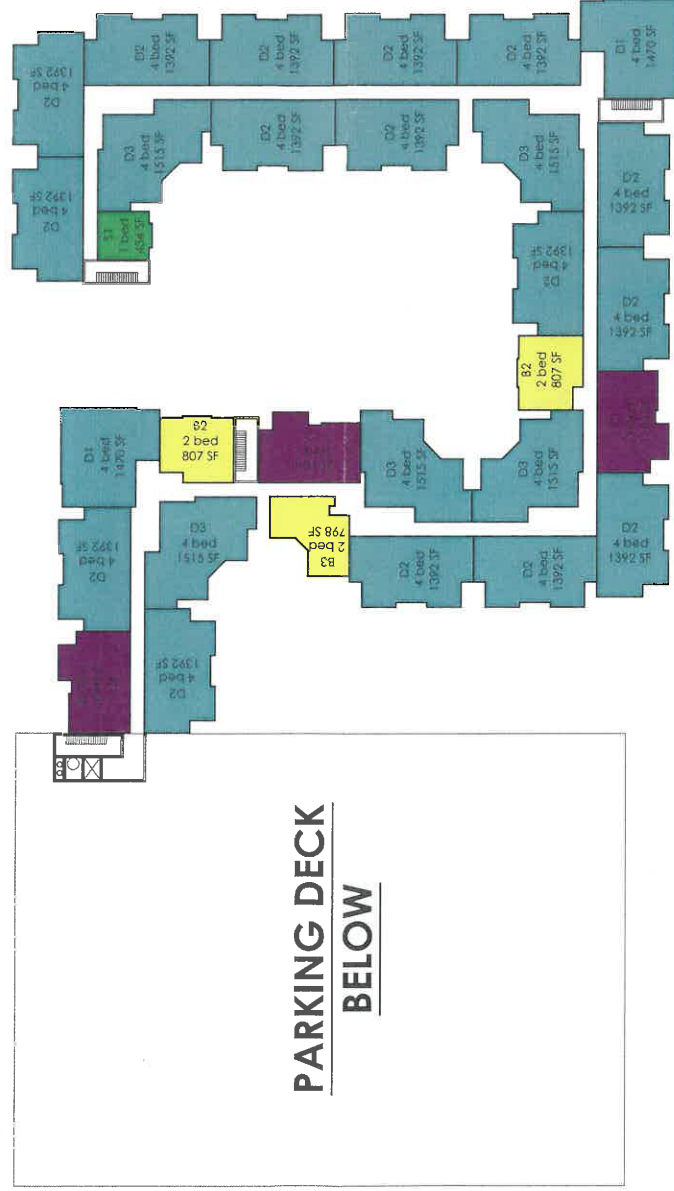 D2
4 bed
1392 SF
D2
4 bed
1392 SF
D2
4 bed
1392 SF
D2
4 bed
1392 SF
D2
4 bed
1392 SF
D1
4 bed
1470 SF
D2
4 bed
1392 SF
D3
4 bed
1515 SF
D2
4 bed
1392 SF
D2
4 bed
1392 SF
D3
4 bed
1515 SF
D2
4 bed
1392 SF
S1
1 bed
SF
D2
4 bed
1392 SF
D2
4 bed
1392 SF
B2
2 bed
807 SF
D1
4 bed
1470 SF
B2
2 bed
807 SF
D3
4 bed
1515 SF
D3
4 bed
1515 SF
D2
4 bed
1392 SF
D2
4 bed
1392 SF
D3
4 bed
1515 SF
B3
2 bed
798 SF
D2
4 bed
1392 SF
D2
4 bed
1392 SF
D2
4 bed
1392 SF
PARKING DECK
BELOW